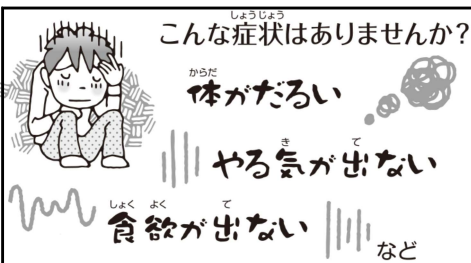 こんな症状はありませんか？
体がだるい
やる気が出ない
食欲が出ない
など